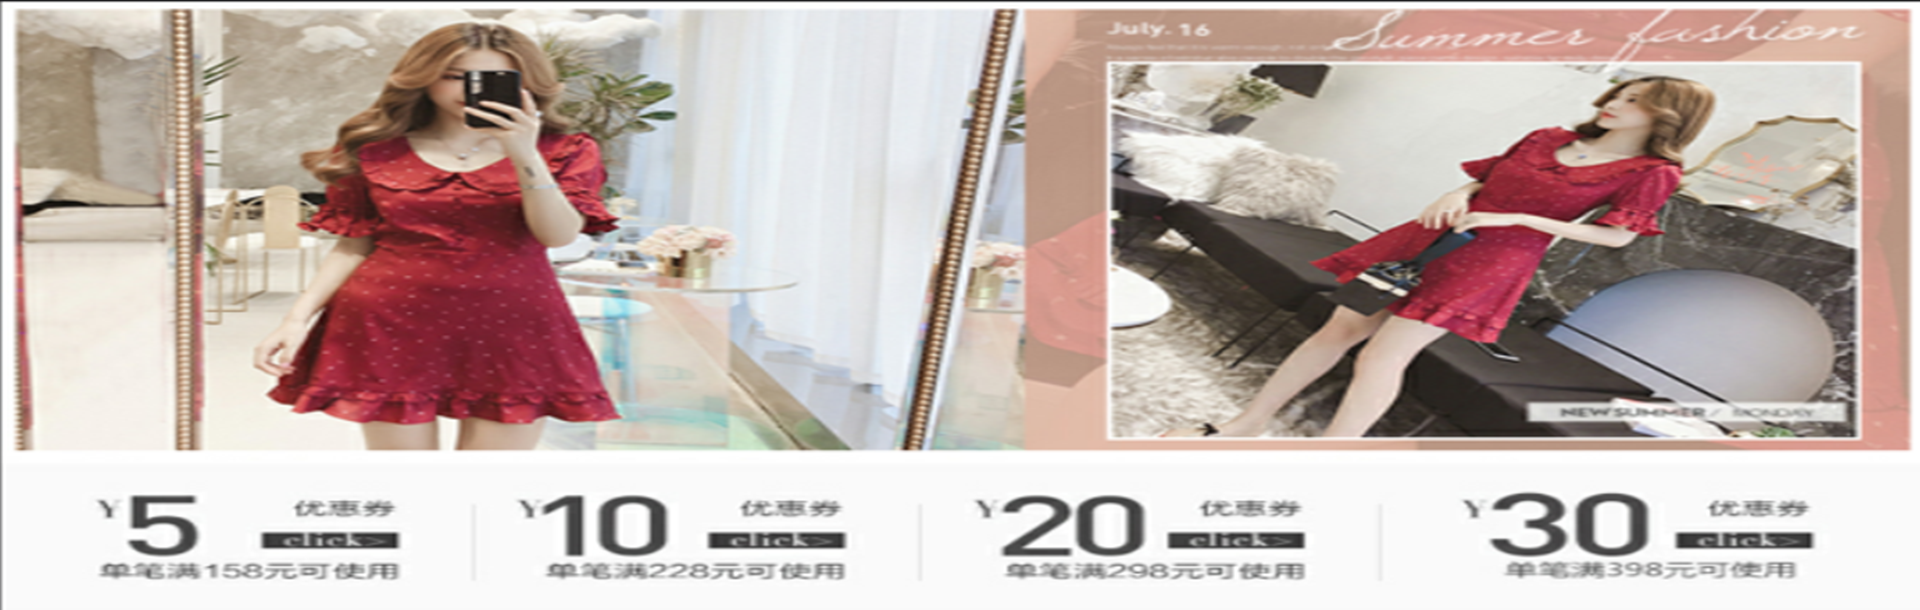 July. 16
Summer fashion
NEW SUMMER / MONDAY
¥5 优惠券
click>
单笔满158元可使用
¥10 优惠券
click>
单笔满228元可使用
¥20 优惠券
click>
单笔满298元可使用
¥30 优惠券
click>
单笔满398元可使用